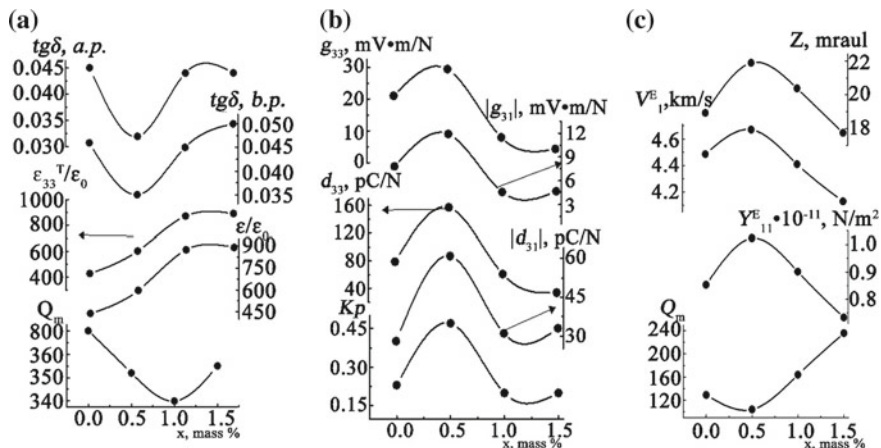 (a)
tgδ, a.p.
0.045
0.040
0.035
0.030
tgδ, b.p.
0.050
0.045
0.040
0.035
ε33ᵀ/ε0
1000
800
600
400
ε/ε0
900
750
600
450
Qm
800
360
350
340
0.0 0.5 1.0 1.5
x, mass %
(b)
g33, mV•m/N
30
20
10
0
|g31|, mV•m/N
12
9
6
3
d33, pC/N
160
120
80
40
|d31|, pC/N
60
45
30
Kp
0.45
0.30
0.15
0.0 0.5 1.0 1.5
x, mass %
(c)
Z, mraul
22
20
18
Vᴱ1,km/s
4.6
4.4
4.2
Yᴱ11•10⁻¹¹, N/m²
1.0
0.9
0.8
Qm
240
200
160
120
0.0 0.5 1.0 1.5
x, mass %